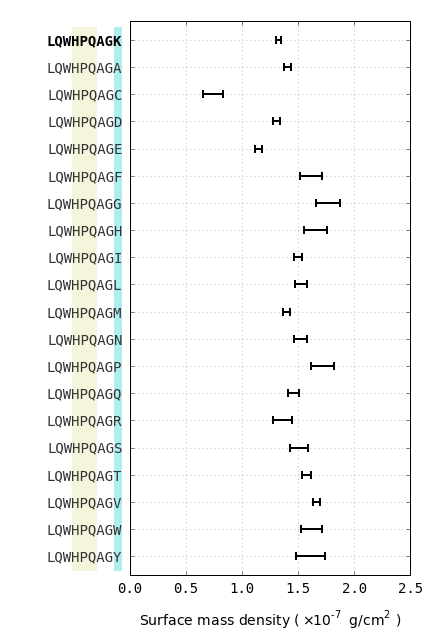 LQWHPQAGK
LQWHPQAGA
LQWHPQAGC
LQWHPQAGD
LQWHPQAGE
LQWHPQAGF
LQWHPQAGG
LQWHPQAGH
LQWHPQAGI
LQWHPQAGL
LQWHPQAGM
LQWHPQAGN
LQWHPQAGP
LQWHPQAGQ
LQWHPQAGR
LQWHPQAGS
LQWHPQAGT
LQWHPQAGV
LQWHPQAGW
LQWHPQAGY
0.0 0.5 1.0 1.5 2.0 2.5
Surface mass density ( ×10⁻⁷ g/cm² )